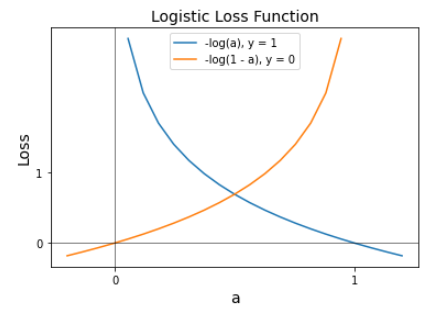 Logistic Loss Function
-log(a), y = 1
-log(1 - a), y = 0
Loss
1
0
0
1
a